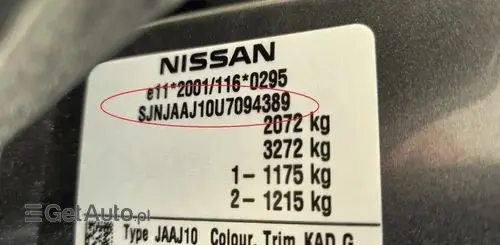 NISSAN
e11*2001/116*0295
SJNJAAJ10U7094389
2072 kg
3272 kg
1- 1175 kg
2- 1215 kg
Type JAAJ10 Colour, Trim KAD G
GetAuto.pl